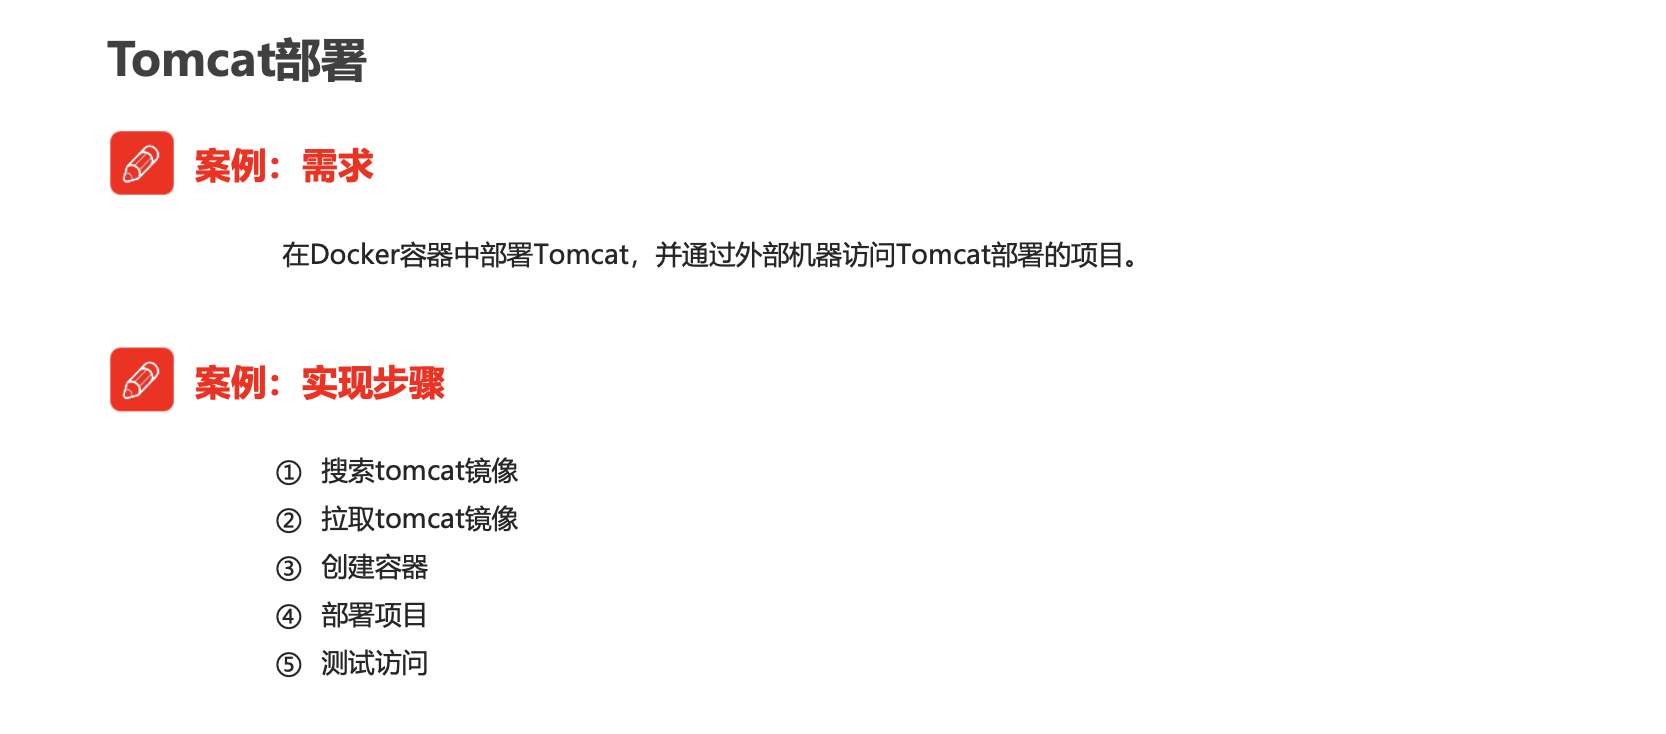 Tomcat部署
案例：需求
在Docker容器中部署Tomcat，并通过外部机器访问Tomcat部署的项目。
案例：实现步骤
① 搜索tomcat镜像
② 拉取tomcat镜像
③ 创建容器
④ 部署项目
⑤ 测试访问